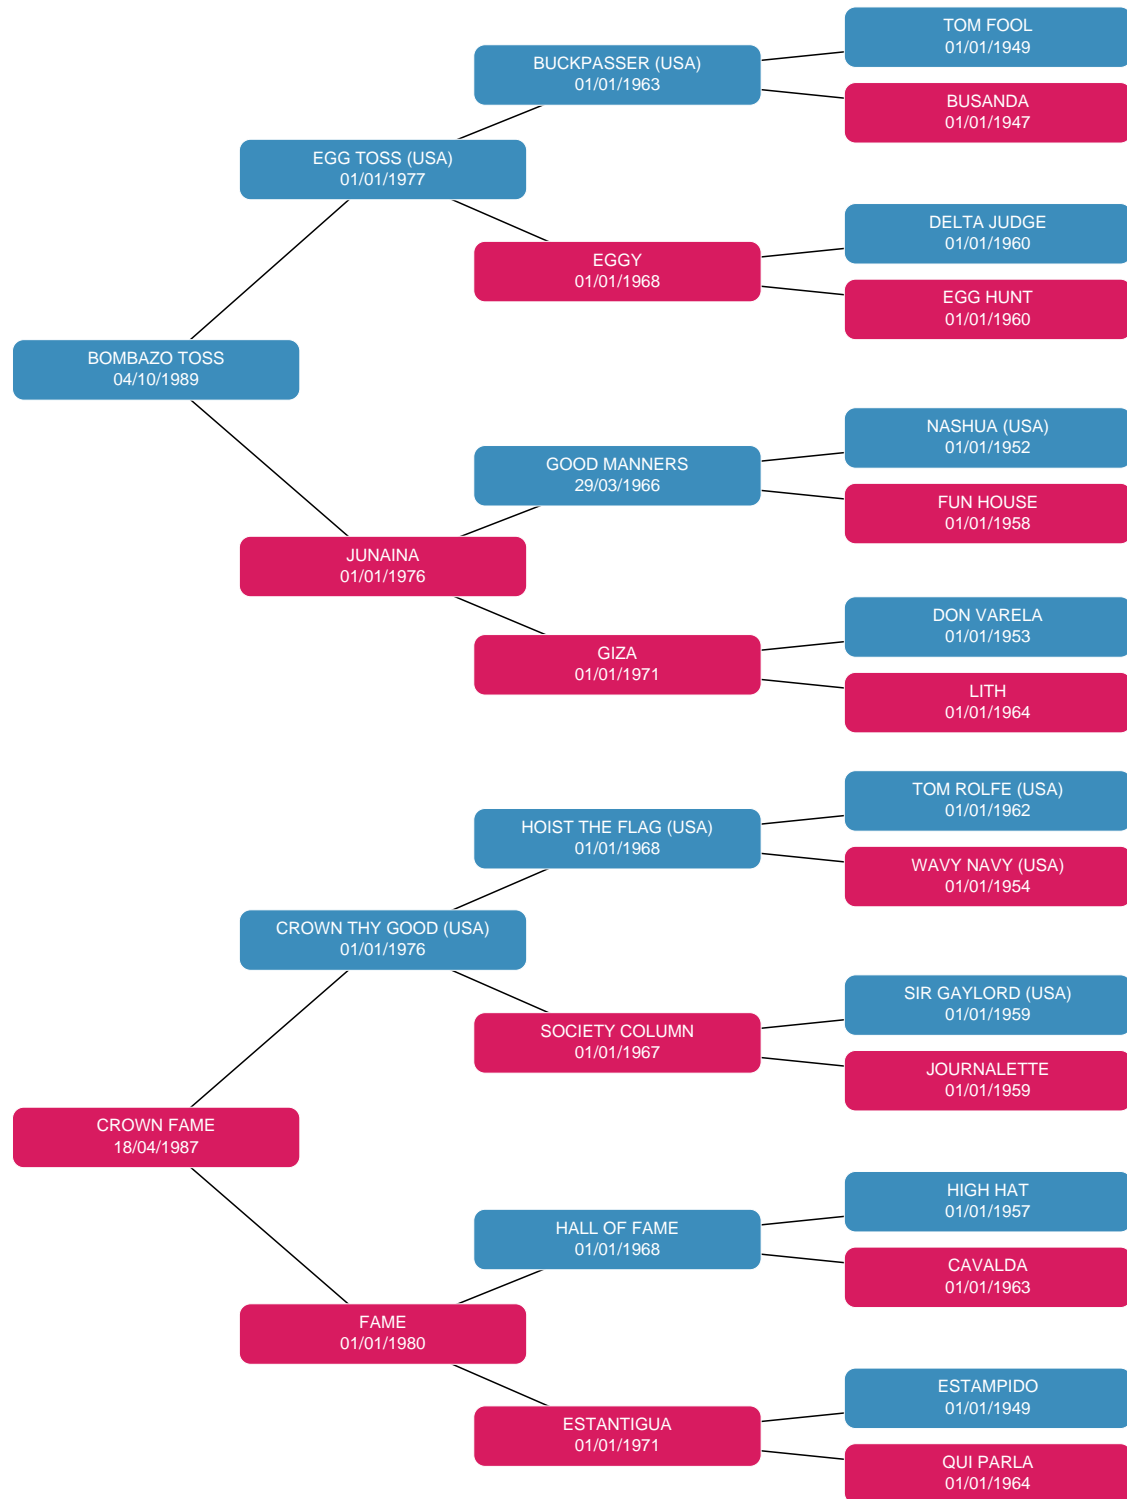 TOM FOOL
01/01/1949
BUCKPASSER (USA)
01/01/1963
BUSANDA
01/01/1947
EGG TOSS (USA)
01/01/1977
DELTA JUDGE
01/01/1960
EGGY
01/01/1968
EGG HUNT
01/01/1960
BOMBAZO TOSS
04/10/1989
NASHUA (USA)
01/01/1952
GOOD MANNERS
29/03/1966
FUN HOUSE
01/01/1958
JUNAINA
01/01/1976
DON VARELA
01/01/1953
GIZA
01/01/1971
LITH
01/01/1964
TOM ROLFE (USA)
01/01/1962
HOIST THE FLAG (USA)
01/01/1968
WAVY NAVY (USA)
01/01/1954
CROWN THY GOOD (USA)
01/01/1976
SIR GAYLORD (USA)
01/01/1959
SOCIETY COLUMN
01/01/1967
JOURNALETTE
01/01/1959
CROWN FAME
18/04/1987
HIGH HAT
01/01/1957
HALL OF FAME
01/01/1968
CAVALDA
01/01/1963
FAME
01/01/1980
ESTAMPIDO
01/01/1949
ESTANTIGUA
01/01/1971
QUI PARLA
01/01/1964